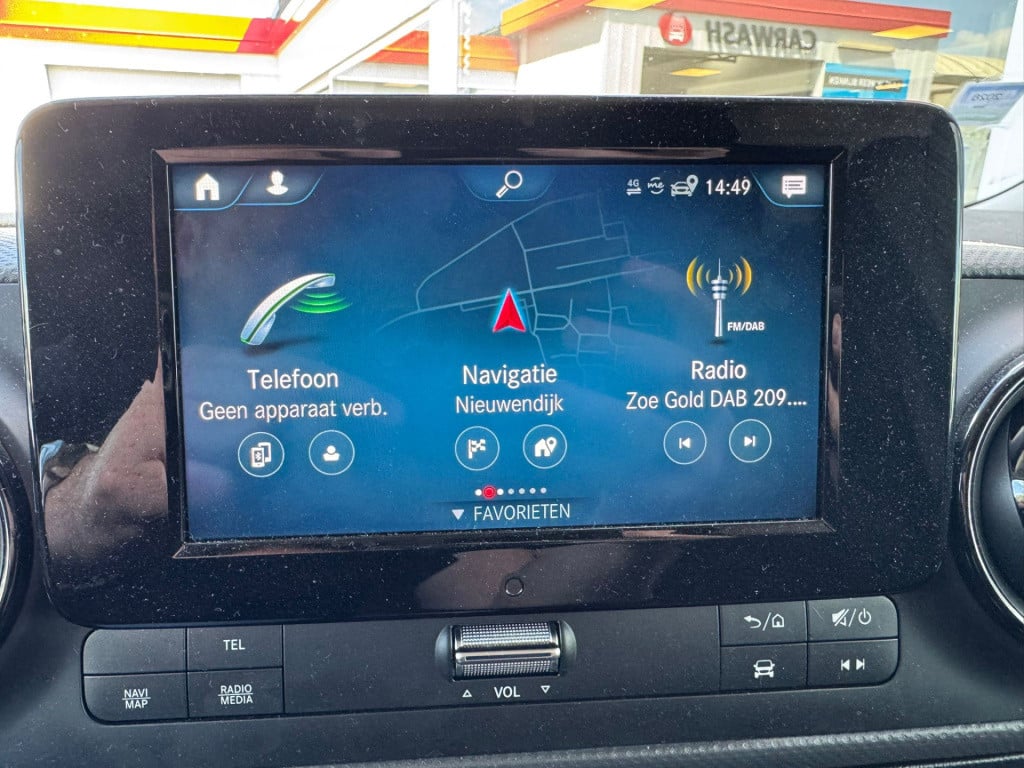 CARWASH
4G me 14:49
FM/DAB
Telefoon
Geen apparaat verb.
Navigatie
Nieuwendijk
Radio
Zoe Gold DAB 209....
FAVORIETEN
TEL
NAVI
MAP
RADIO
MEDIA
VOL